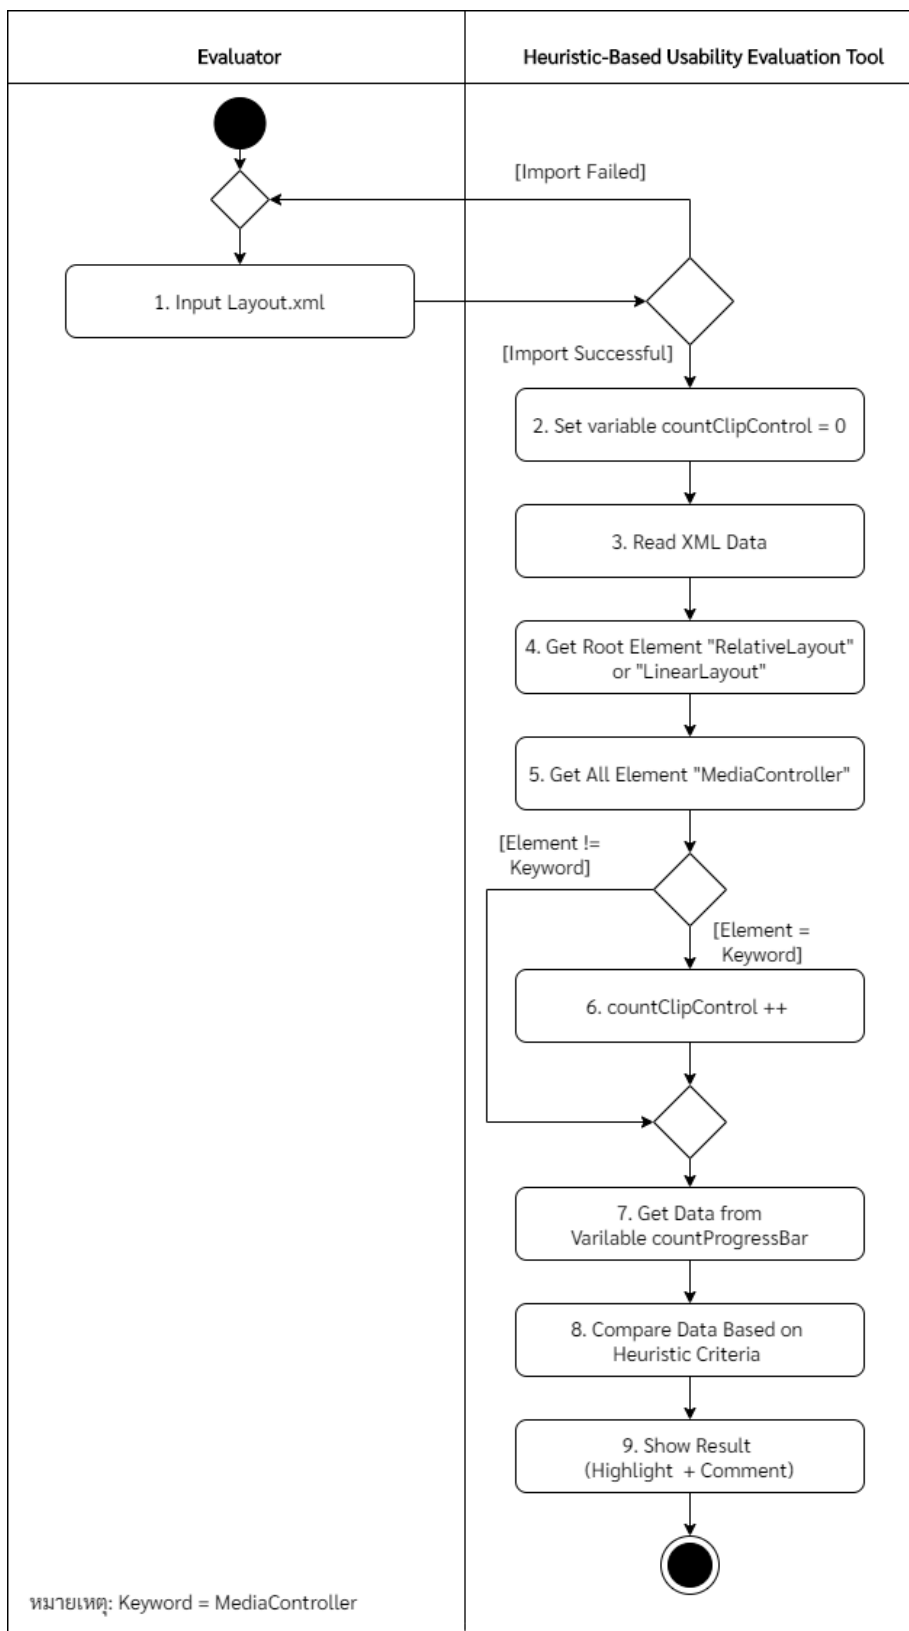 Evaluator
Heuristic-Based Usability Evaluation Tool
[Import Failed]
1. Input Layout.xml
[Import Successful]
2. Set variable countClipControl = 0
3. Read XML Data
4. Get Root Element "RelativeLayout"
or "LinearLayout"
5. Get All Element "MediaController"
[Element !=
Keyword]
[Element =
Keyword]
6. countClipControl ++
7. Get Data from
Varilable countProgressBar
8. Compare Data Based on
Heuristic Criteria
9. Show Result
(Highlight + Comment)
หมายเหตุ: Keyword = MediaController